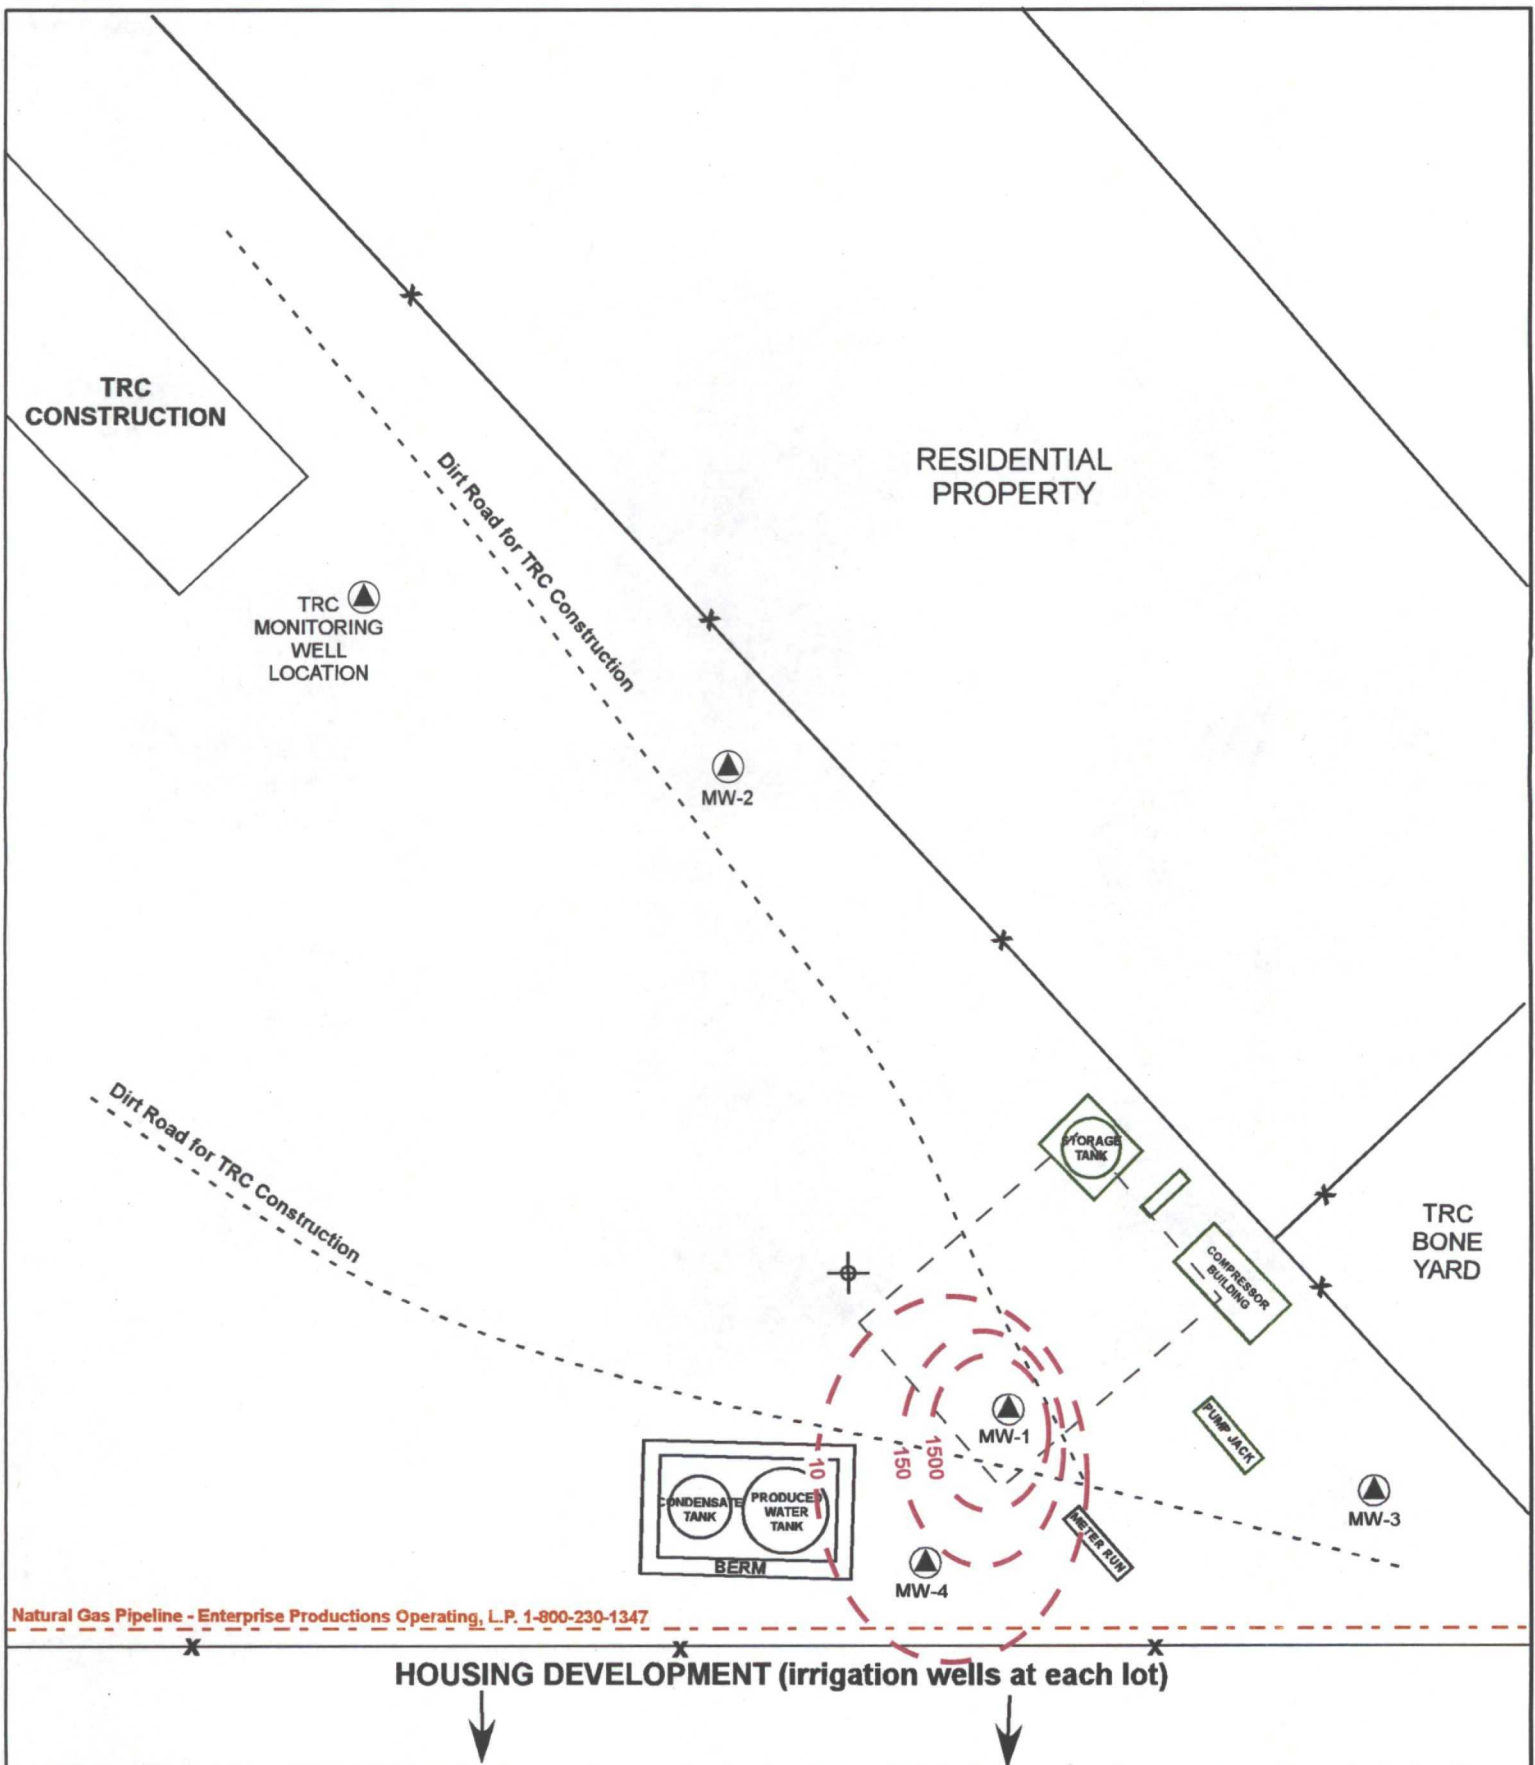 TRC
CONSTRUCTION
RESIDENTIAL
PROPERTY
Dirt Road for TRC Construction
TRC
MONITORING
WELL
LOCATION
MW-2
Dirt Road for TRC Construction
STORAGE
TANK
COMPRESSOR
BUILDING
TRC
BONE
YARD
MW-1
PUMP JACK
10
150
1500
CONDENSATE
TANK
PRODUCED
WATER
TANK
BERM
METER RUN
MW-3
MW-4
Natural Gas Pipeline - Enterprise Productions Operating, L.P. 1-800-230-1347
X
X
X
HOUSING DEVELOPMENT (irrigation wells at each lot)